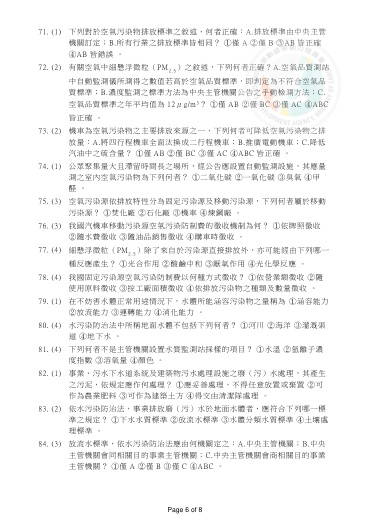 71. (1) 下列對於空氣污染物排放標準之敘述，何者正確：A.排放標準由中央主管
機關訂定；B.所有行業之排放標準皆相同？ ①僅 A ②僅 B ③AB 皆正確
④AB 皆錯誤 。
72. (2) 有關空氣中細懸浮微粒（PM2.5）之敘述，下列何者正確？A.空氣品質測站
中自動監測儀所測得之數值若高於空氣品質標準，即判定為不符合空氣品
質標準；B.濃度監測之標準方法為中央主管機關公告之手動檢測方法；C.
空氣品質標準之年平均值為 12μg/m3？ ①僅 AB ②僅 BC ③僅 AC ④ABC
皆正確 。
73. (2) 機車為空氣污染物之主要排放來源之一，下列何者可降低空氣污染物之排
放量：A.將四行程機車全面汰換成二行程機車；B.推廣電動機車；C.降低
汽油中之硫含量？ ①僅 AB ②僅 BC ③僅 AC ④ABC 皆正確 。
74. (1) 公眾聚集量大且滯留時間長之場所，經公告應設置自動監測設施，其應量
測之室內空氣污染物為下列何者？ ①二氧化碳 ②一氧化碳 ③臭氧 ④甲
醛 。
75. (3) 空氣污染源依排放特性分為固定污染源及移動污染源，下列何者屬於移動
污染源？ ①焚化廠 ②石化廠 ③機車 ④煉鋼廠 。
76. (3) 我國汽機車移動污染源空氣污染防制費的徵收機制為何？ ①依牌照徵收
②隨水費徵收 ③隨油品銷售徵收 ④購車時徵收 。
77. (4) 細懸浮微粒（PM2.5）除了來自於污染源直接排放外，亦可能經由下列哪一
種反應產生？ ①光合作用 ②酸鹼中和 ③厭氧作用 ④光化學反應 。
78. (4) 我國固定污染源空氣污染防制費以何種方式徵收？ ①依營業額徵收 ②隨
使用原料徵收 ③按工廠面積徵收 ④依排放污染物之種類及數量徵收 。
79. (1) 在不妨害水體正常用途情況下，水體所能涵容污染物之量稱為 ①涵容能力
②放流能力 ③運轉能力 ④消化能力 。
80. (4) 水污染防治法中所稱地面水體不包括下列何者？ ①河川 ②海洋 ③灌溉渠
道 ④地下水 。
81. (4) 下列何者不是主管機關設置水質監測站採樣的項目？ ①水溫 ②氫離子濃
度指數 ③溶氧量 ④顏色 。
82. (1) 事業、污水下水道系統及建築物污水處理設施之廢（污）水處理，其產生
之污泥，依規定應作何處理？ ①應妥善處理，不得任意放置或棄置 ②可
作為農業肥料 ③可作為建築土方 ④得交由清潔隊處理 。
83. (2) 依水污染防治法，事業排放廢（污）水於地面水體者，應符合下列哪一標
準之規定？ ①下水水質標準 ②放流水標準 ③水體分類水質標準 ④土壤處
理標準 。
84. (3) 放流水標準，依水污染防治法應由何機關定之：A.中央主管機關；B.中央
主管機關會同相關目的事業主管機關；C.中央主管機關會商相關目的事業
主管機關？ ①僅 A ②僅 B ③僅 C ④ABC 。
Page 6 of 8